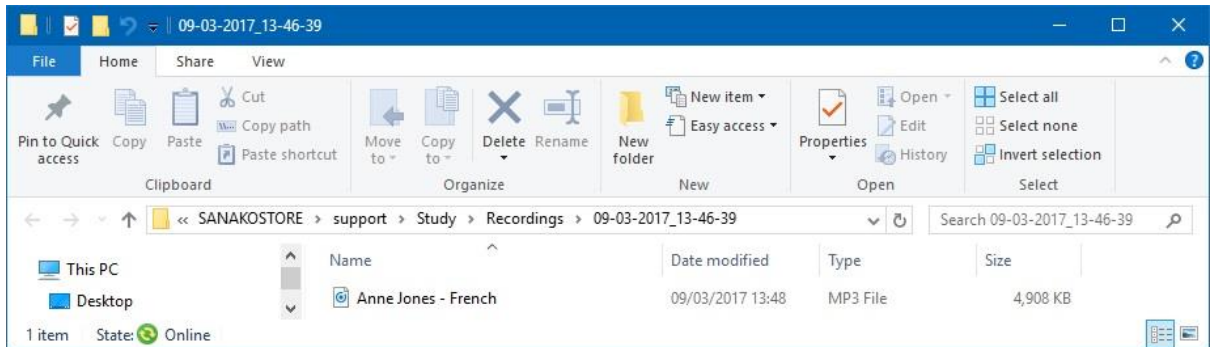 09-03-2017_13-46-39
File Home Share View
Pin to Quick access
Copy
Paste
Cut
Copy path
Paste shortcut
Clipboard
Move to
Copy to
Delete
Rename
Organize
New folder
New item
Easy access
New
Properties
Open
Edit
History
Open
Select all
Select none
Invert selection
Select
« SANAKOSTORE > support > Study > Recordings > 09-03-2017_13-46-39
Search 09-03-2017_13-46-39
This PC
Desktop
Name Date modified Type Size
Anne Jones - French 09/03/2017 13:48 MP3 File 4,908 KB
1 item State: Online